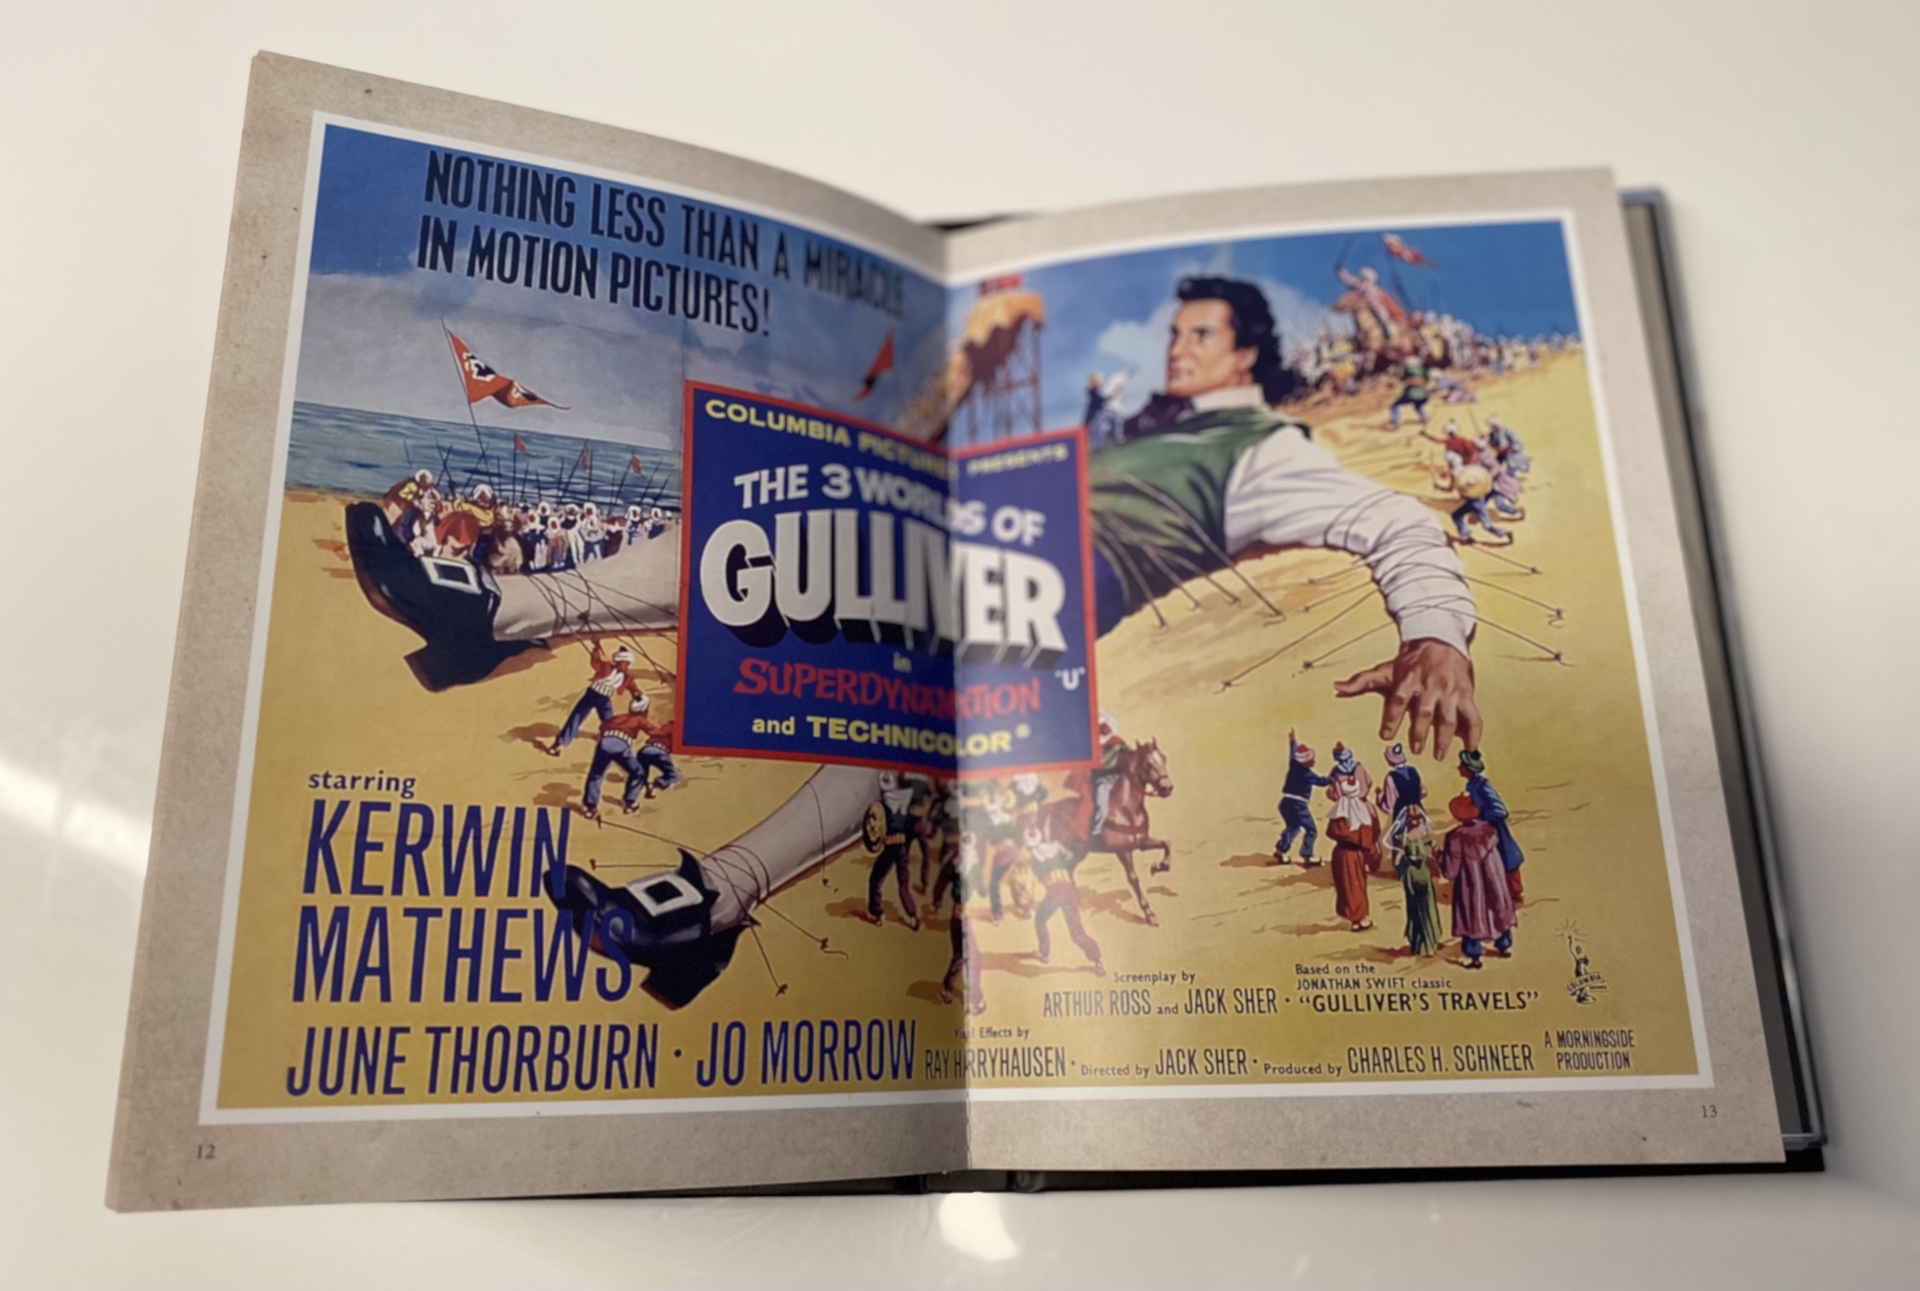 NOTHING LESS THAN A MIRACLE
IN MOTION PICTURES!
COLUMBIA PICTURES PRESENTS
THE 3 WORLDS OF
GULLIVER
in
SUPERDYNAMATION
"U"
and TECHNICOLOR®
starring
KERWIN
MATHEWS
JUNE THORBURN · JO MORROW
Visual Effects by
RAY HARRYHAUSEN ·
Directed by JACK SHER · Produced by CHARLES H. SCHNEER
Screenplay by
ARTHUR ROSS and JACK SHER ·
Based on the
JONATHAN SWIFT classic
"GULLIVER'S TRAVELS"
COLUMBIA
A MORNINGSIDE
PRODUCTION
12
13